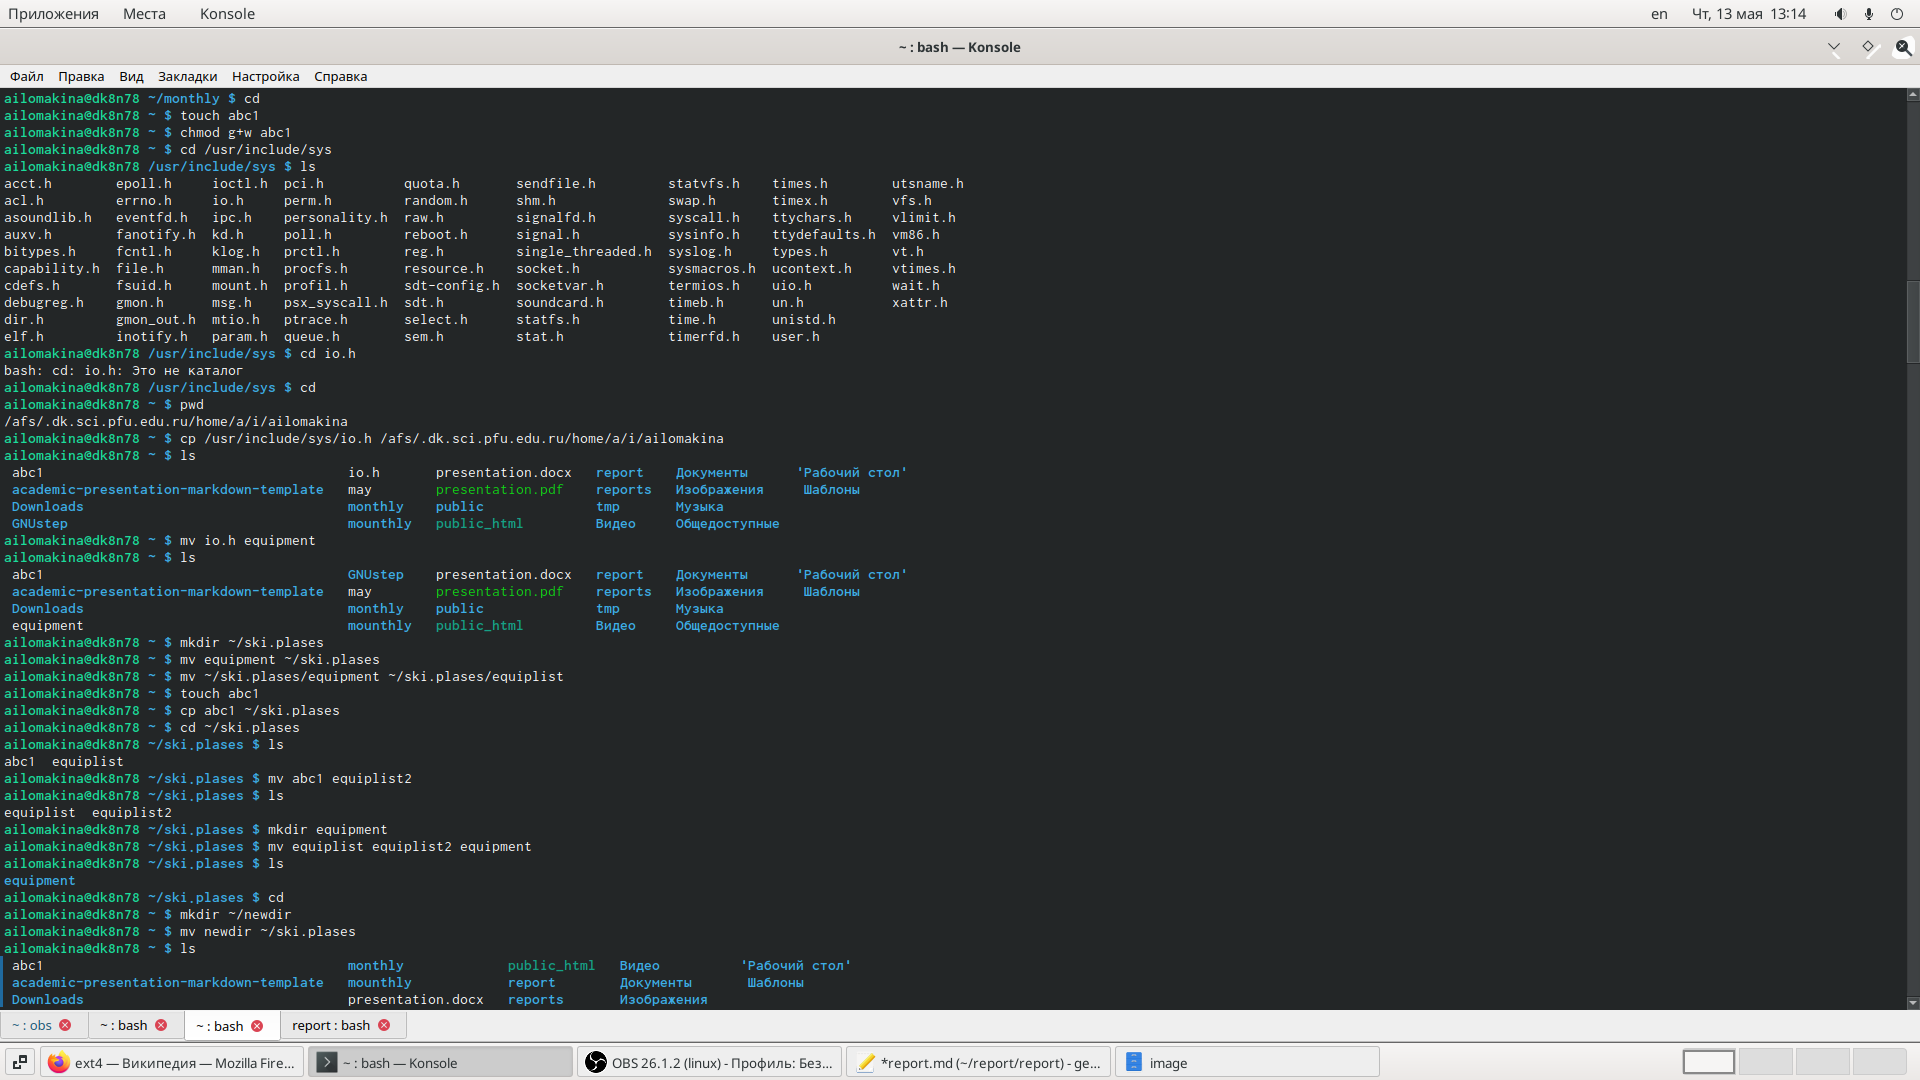 Приложения Места Konsole en Чт, 13 мая 13:14
~ : bash — Konsole
Файл Правка Вид Закладки Настройка Справка
ailomakina@dk8n78 ~/monthly $ cd
ailomakina@dk8n78 ~ $ touch abc1
ailomakina@dk8n78 ~ $ chmod g+w abc1
ailomakina@dk8n78 ~ $ cd /usr/include/sys
ailomakina@dk8n78 /usr/include/sys $ ls
acct.h epoll.h ioctl.h pci.h quota.h sendfile.h statvfs.h times.h utsname.h
acl.h errno.h io.h perm.h random.h shm.h swap.h timex.h vfs.h
asoundlib.h eventfd.h ipc.h personality.h raw.h signalfd.h syscall.h ttychars.h vlimit.h
auxv.h fanotify.h kd.h poll.h reboot.h signal.h sysinfo.h ttydefaults.h vm86.h
bitypes.h fcntl.h klog.h prctl.h reg.h single_threaded.h syslog.h types.h vt.h
capability.h file.h mman.h procfs.h resource.h socket.h sysmacros.h ucontext.h vtimes.h
cdefs.h fsuid.h mount.h profil.h sdt-config.h socketvar.h termios.h uio.h wait.h
debugreg.h gmon.h msg.h psx_syscall.h sdt.h soundcard.h timeb.h un.h xattr.h
dir.h gmon_out.h mtio.h ptrace.h select.h statfs.h time.h unistd.h
elf.h inotify.h param.h queue.h sem.h stat.h timerfd.h user.h
ailomakina@dk8n78 /usr/include/sys $ cd io.h
bash: cd: io.h: Это не каталог
ailomakina@dk8n78 /usr/include/sys $ cd
ailomakina@dk8n78 ~ $ pwd
/afs/.dk.sci.pfu.edu.ru/home/a/i/ailomakina
ailomakina@dk8n78 ~ $ cp /usr/include/sys/io.h /afs/.dk.sci.pfu.edu.ru/home/a/i/ailomakina
ailomakina@dk8n78 ~ $ ls
abc1 io.h presentation.docx report Документы 'Рабочий стол'
academic-presentation-markdown-template may presentation.pdf reports Изображения Шаблоны
Downloads monthly public tmp Музыка
GNUstep mounthly public_html Видео Общедоступные
ailomakina@dk8n78 ~ $ mv io.h equipment
ailomakina@dk8n78 ~ $ ls
abc1 GNUstep presentation.docx report Документы 'Рабочий стол'
academic-presentation-markdown-template may presentation.pdf reports Изображения Шаблоны
Downloads monthly public tmp Музыка
equipment mounthly public_html Видео Общедоступные
ailomakina@dk8n78 ~ $ mkdir ~/ski.plases
ailomakina@dk8n78 ~ $ mv equipment ~/ski.plases
ailomakina@dk8n78 ~ $ mv ~/ski.plases/equipment ~/ski.plases/equiplist
ailomakina@dk8n78 ~ $ touch abc1
ailomakina@dk8n78 ~ $ cp abc1 ~/ski.plases
ailomakina@dk8n78 ~ $ cd ~/ski.plases
ailomakina@dk8n78 ~/ski.plases $ ls
abc1 equiplist
ailomakina@dk8n78 ~/ski.plases $ mv abc1 equiplist2
ailomakina@dk8n78 ~/ski.plases $ ls
equiplist equiplist2
ailomakina@dk8n78 ~/ski.plases $ mkdir equipment
ailomakina@dk8n78 ~/ski.plases $ mv equiplist equiplist2 equipment
ailomakina@dk8n78 ~/ski.plases $ ls
equipment
ailomakina@dk8n78 ~/ski.plases $ cd
ailomakina@dk8n78 ~ $ mkdir ~/newdir
ailomakina@dk8n78 ~ $ mv newdir ~/ski.plases
ailomakina@dk8n78 ~ $ ls
abc1 monthly public_html Видео 'Рабочий стол'
academic-presentation-markdown-template mounthly report Документы Шаблоны
Downloads presentation.docx reports Изображения
~ : obs ~ : bash ~ : bash report : bash
ext4 — Википедия — Mozilla Fire... ~ : bash — Konsole OBS 26.1.2 (linux) - Профиль: Без... *report.md (~/report/report) - ge... image